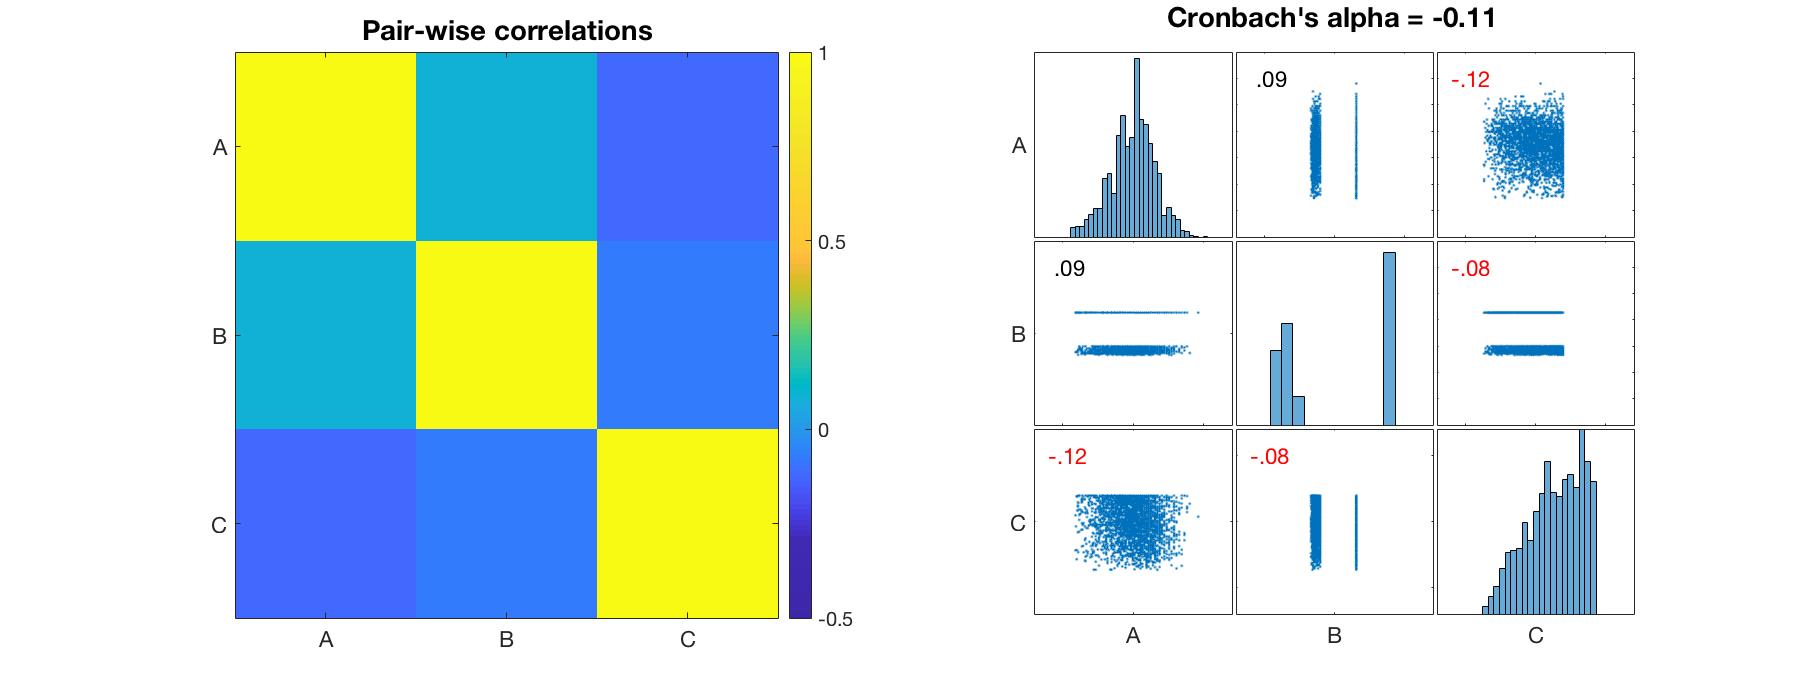 Pair-wise correlations
A
B
C
A
B
C
1
0.5
0
-0.5
Cronbach's alpha = -0.11
A
.09
-.12
B
.09
-.08
C
-.12
-.08
A
B
C